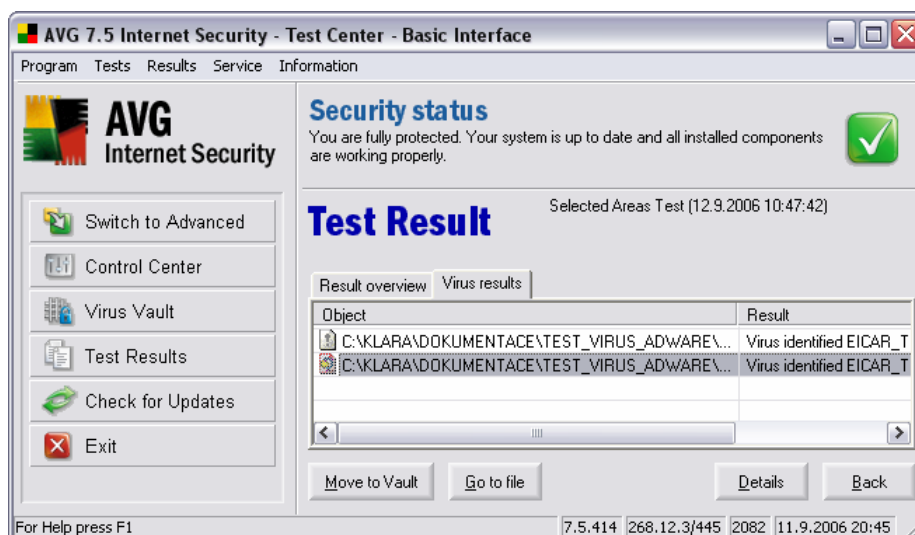 AVG 7.5 Internet Security - Test Center - Basic Interface
Program Tests Results Service Information
AVG
Internet Security
Security status
You are fully protected. Your system is up to date and all installed components
are working properly.
Switch to Advanced
Control Center
Virus Vault
Test Results
Check for Updates
Exit
Test Result
Selected Areas Test (12.9.2006 10:47:42)
Result overview Virus results
Object Result
C:\KLARA\DOKUMENTACE\TEST_VIRUS_ADWARE\... Virus identified EICAR_T
C:\KLARA\DOKUMENTACE\TEST_VIRUS_ADWARE\... Virus identified EICAR_T
Move to Vault Go to file Details Back
For Help press F1 7.5.414 268.12.3/445 2082 11.9.2006 20:45